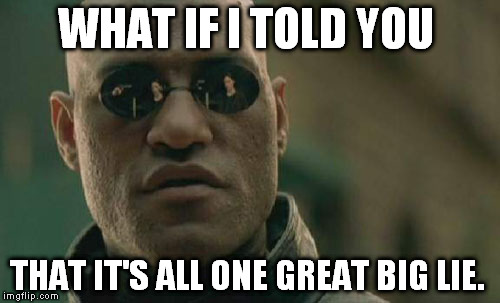 WHAT IF I TOLD YOU
THAT IT'S ALL ONE GREAT BIG LIE.
imgflip.com